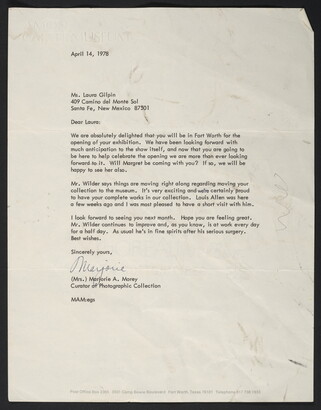 April 14, 1978
Ms. Laura Gilpin
409 Camino del Monte Sol
Santa Fe, New Mexico 87501
Dear Laura:
We are absolutely delighted that you will be in Fort Worth for the
opening of your exhibition. We have been looking forward with
much anticipation to the show itself, and now that you are going to
be here to help celebrate the opening we are more than ever looking
forward to it. Will Margret be coming with you? If so, we will be
happy to see her also.
Mr. Wilder says things are moving right along regarding moving your
collection to the museum. It's very exciting and we're certainly proud
to have your complete works in our collection. Louis Allen was here
a few weeks ago and I was most pleased to have a short visit with him.
I look forward to seeing you next month. Hope you are feeling great.
Mr. Wilder continues to improve and, as you know, is at work every day
for a half day. As usual he's in fine spirits after his serious surgery.
Best wishes.
Sincerely yours,
Marjorie
(Mrs.) Marjorie A. Morey
Curator of Photographic Collection
MAM:egs